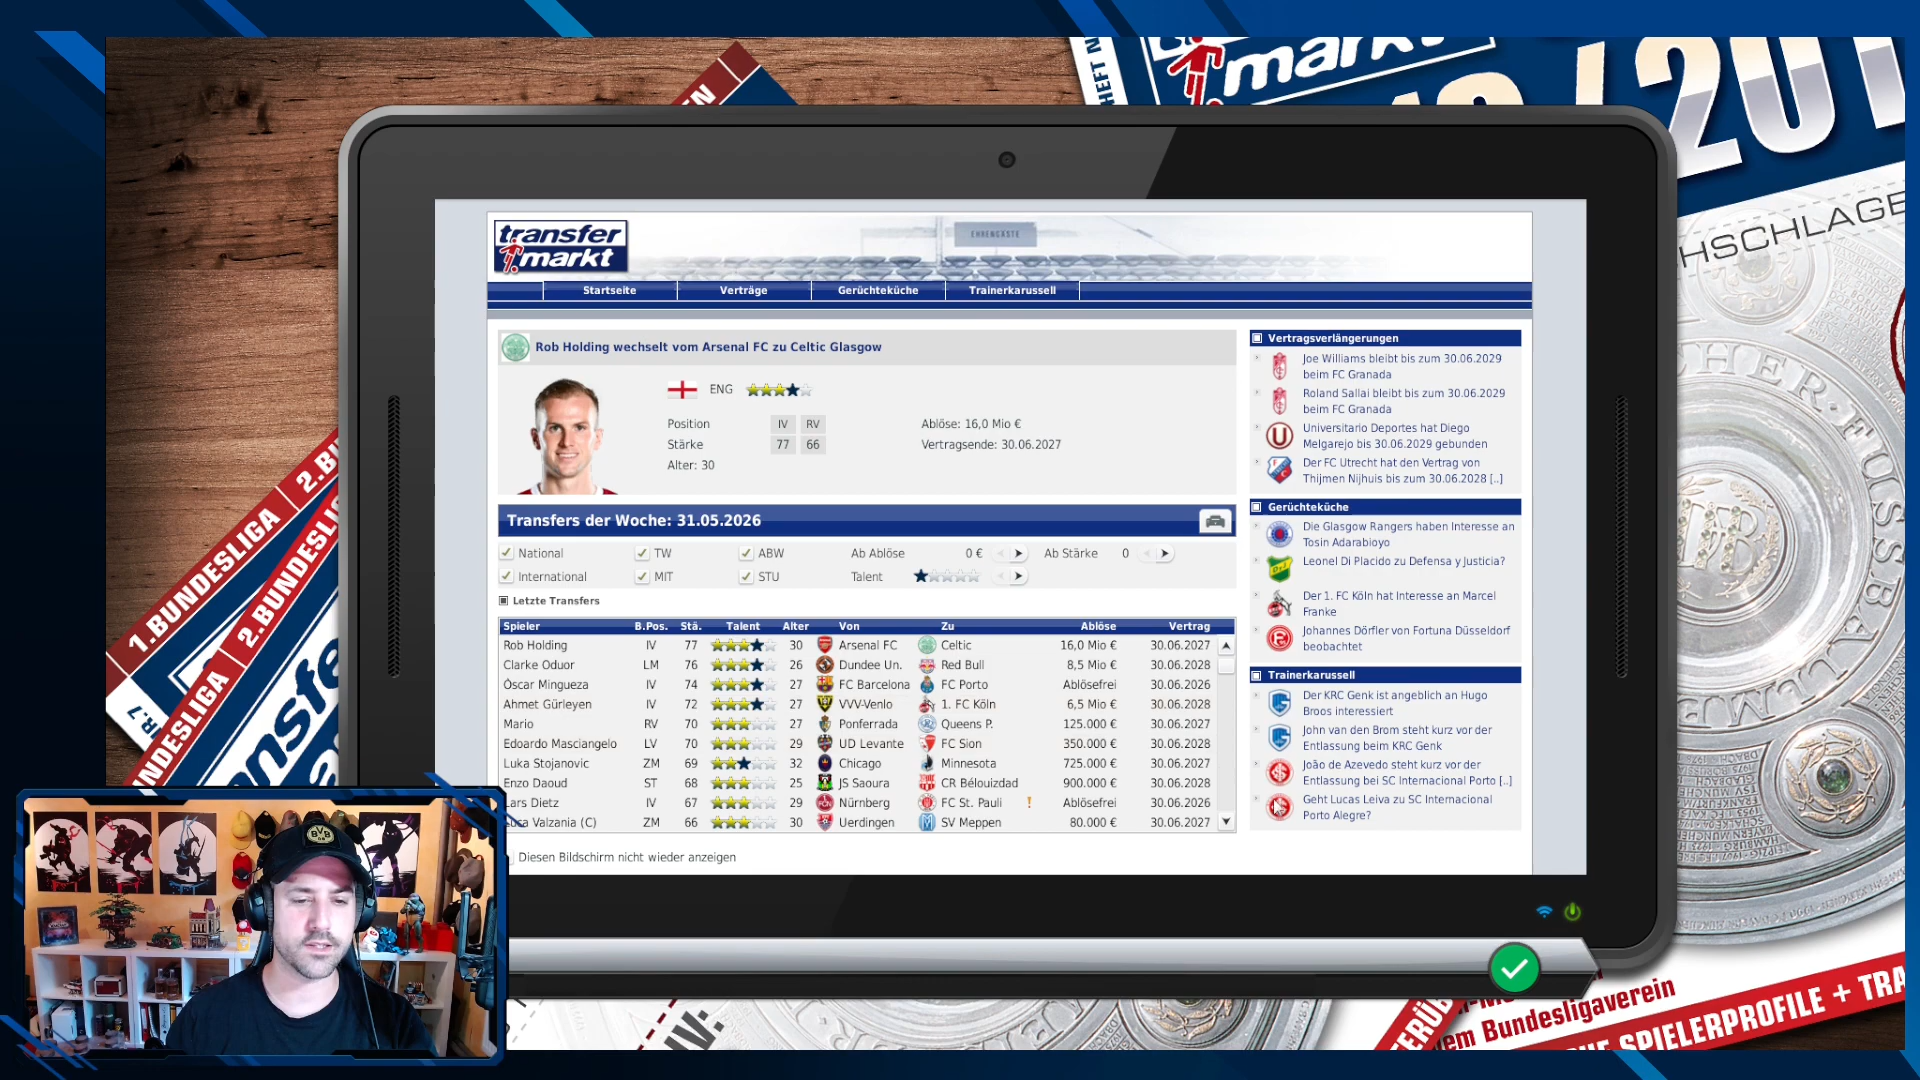 transfer
markt
EHRENGÄSTE
Startseite Verträge Gerüchteküche Trainerkarussell
Rob Holding wechselt vom Arsenal FC zu Celtic Glasgow
ENG
Position IV RV
Stärke 77 66
Alter: 30
Ablöse: 16,0 Mio €
Vertragsende: 30.06.2027
Transfers der Woche: 31.05.2026
National TW ABW Ab Ablöse 0 € Ab Stärke 0
International MIT STU Talent
Letzte Transfers
Spieler B.Pos. Stä. Talent Alter Von Zu Ablöse Vertrag
Rob Holding IV 77 30 Arsenal FC Celtic 16,0 Mio € 30.06.2027
Clarke Oduor LM 76 26 Dundee Un. Red Bull 8,5 Mio € 30.06.2028
Óscar Mingueza IV 74 27 FC Barcelona FC Porto Ablösefrei 30.06.2026
Ahmet Gürleyen IV 72 27 VVV-Venlo 1. FC Köln 6,5 Mio € 30.06.2028
Mario RV 70 27 Ponferrada Queens P. 125.000 € 30.06.2027
Edoardo Masciangelo LV 70 29 UD Levante FC Sion 350.000 € 30.06.2028
Luka Stojanovic ZM 69 32 Chicago Minnesota 725.000 € 30.06.2027
Enzo Daoud ST 68 25 JS Saoura CR Bélouizdad 900.000 € 30.06.2028
Lars Dietz IV 67 29 Nürnberg FC St. Pauli ! Ablösefrei 30.06.2026
Luca Valzania (C) ZM 66 30 Uerdingen SV Meppen 80.000 € 30.06.2027
Diesen Bildschirm nicht wieder anzeigen
Vertragsverlängerungen
Joe Williams bleibt bis zum 30.06.2029
beim FC Granada
Roland Sallai bleibt bis zum 30.06.2029
beim FC Granada
Universitario Deportes hat Diego
Melgarejo bis 30.06.2029 gebunden
Der FC Utrecht hat den Vertrag von
Thijmen Nijhuis bis zum 30.06.2028 [..]
Gerüchteküche
Die Glasgow Rangers haben Interesse an
Tosin Adarabioyo
Leonel Di Placido zu Defensa y Justicia?
Der 1. FC Köln hat Interesse an Marcel
Franke
Johannes Dörfler von Fortuna Düsseldorf
beobachtet
Trainerkarussell
Der KRC Genk ist angeblich an Hugo
Broos interessiert
John van den Brom steht kurz vor der
Entlassung beim KRC Genk
João de Azevedo steht kurz vor der
Entlassung bei SC Internacional Porto [..]
Geht Lucas Leiva zu SC Internacional
Porto Alegre?
1.BUNDESLIGA
2.BUNDESLIGA
markt
HSCHLAGE
em Bundesligaverein
SPIELERPROFILE + TRA
BVB